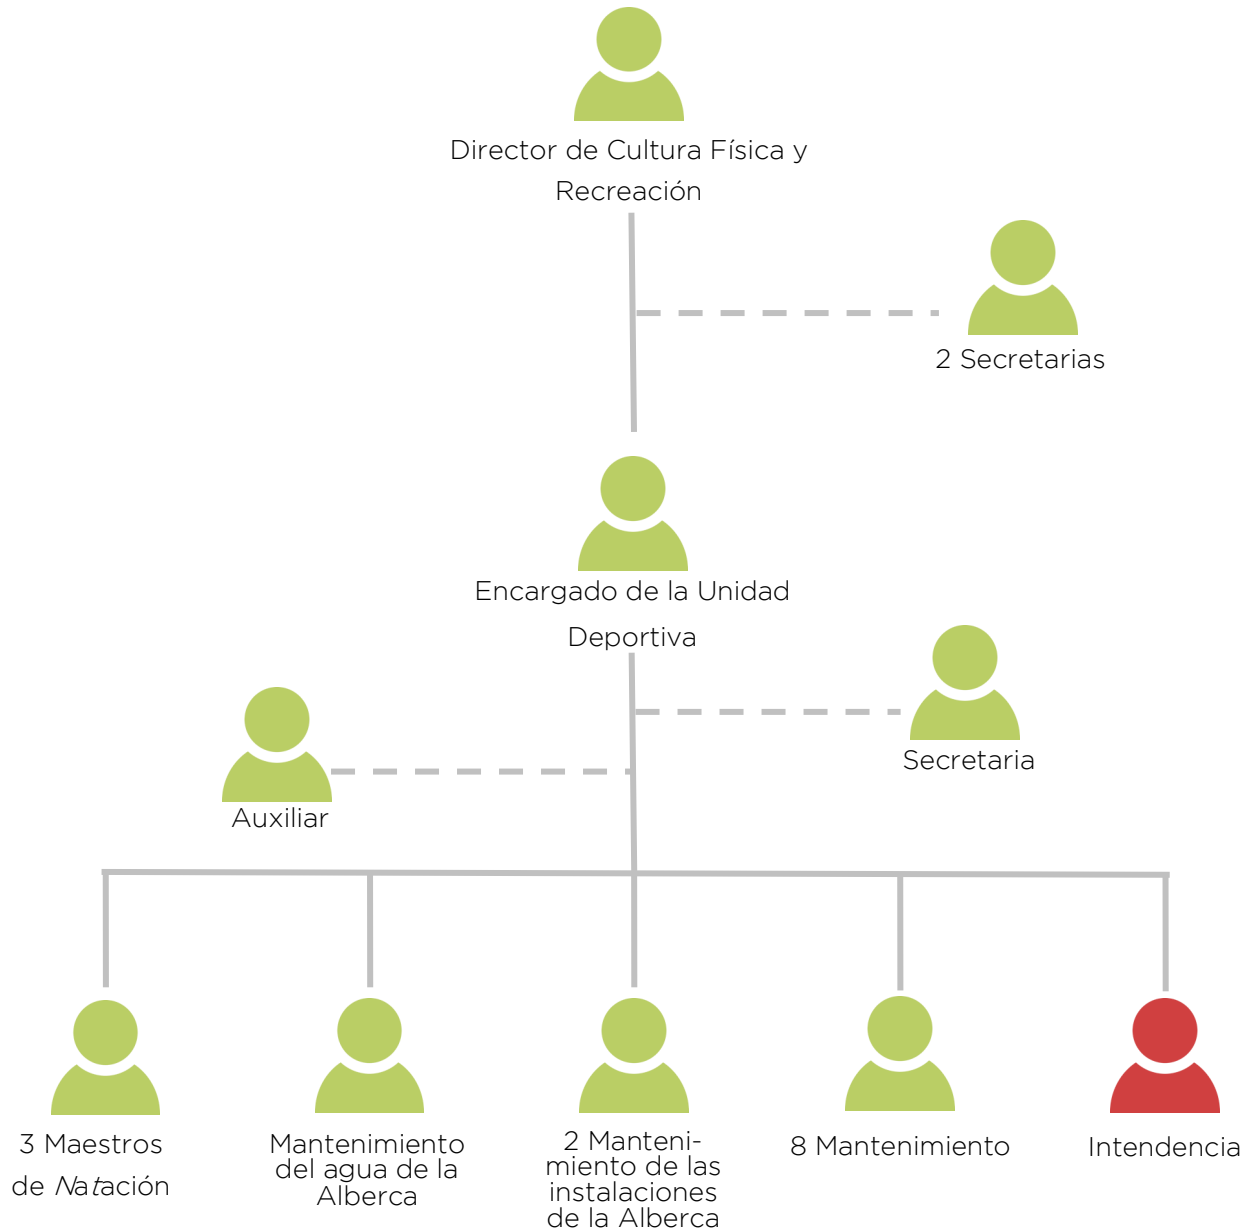 Director de Cultura Física y
Recreación
2 Secretarias
Encargado de la Unidad
Deportiva
Secretaria
Auxiliar
3 Maestros
de Natación
Mantenimiento
del agua de la
Alberca
2 Manteni-
miento de las
instalaciones
de la Alberca
8 Mantenimiento
Intendencia